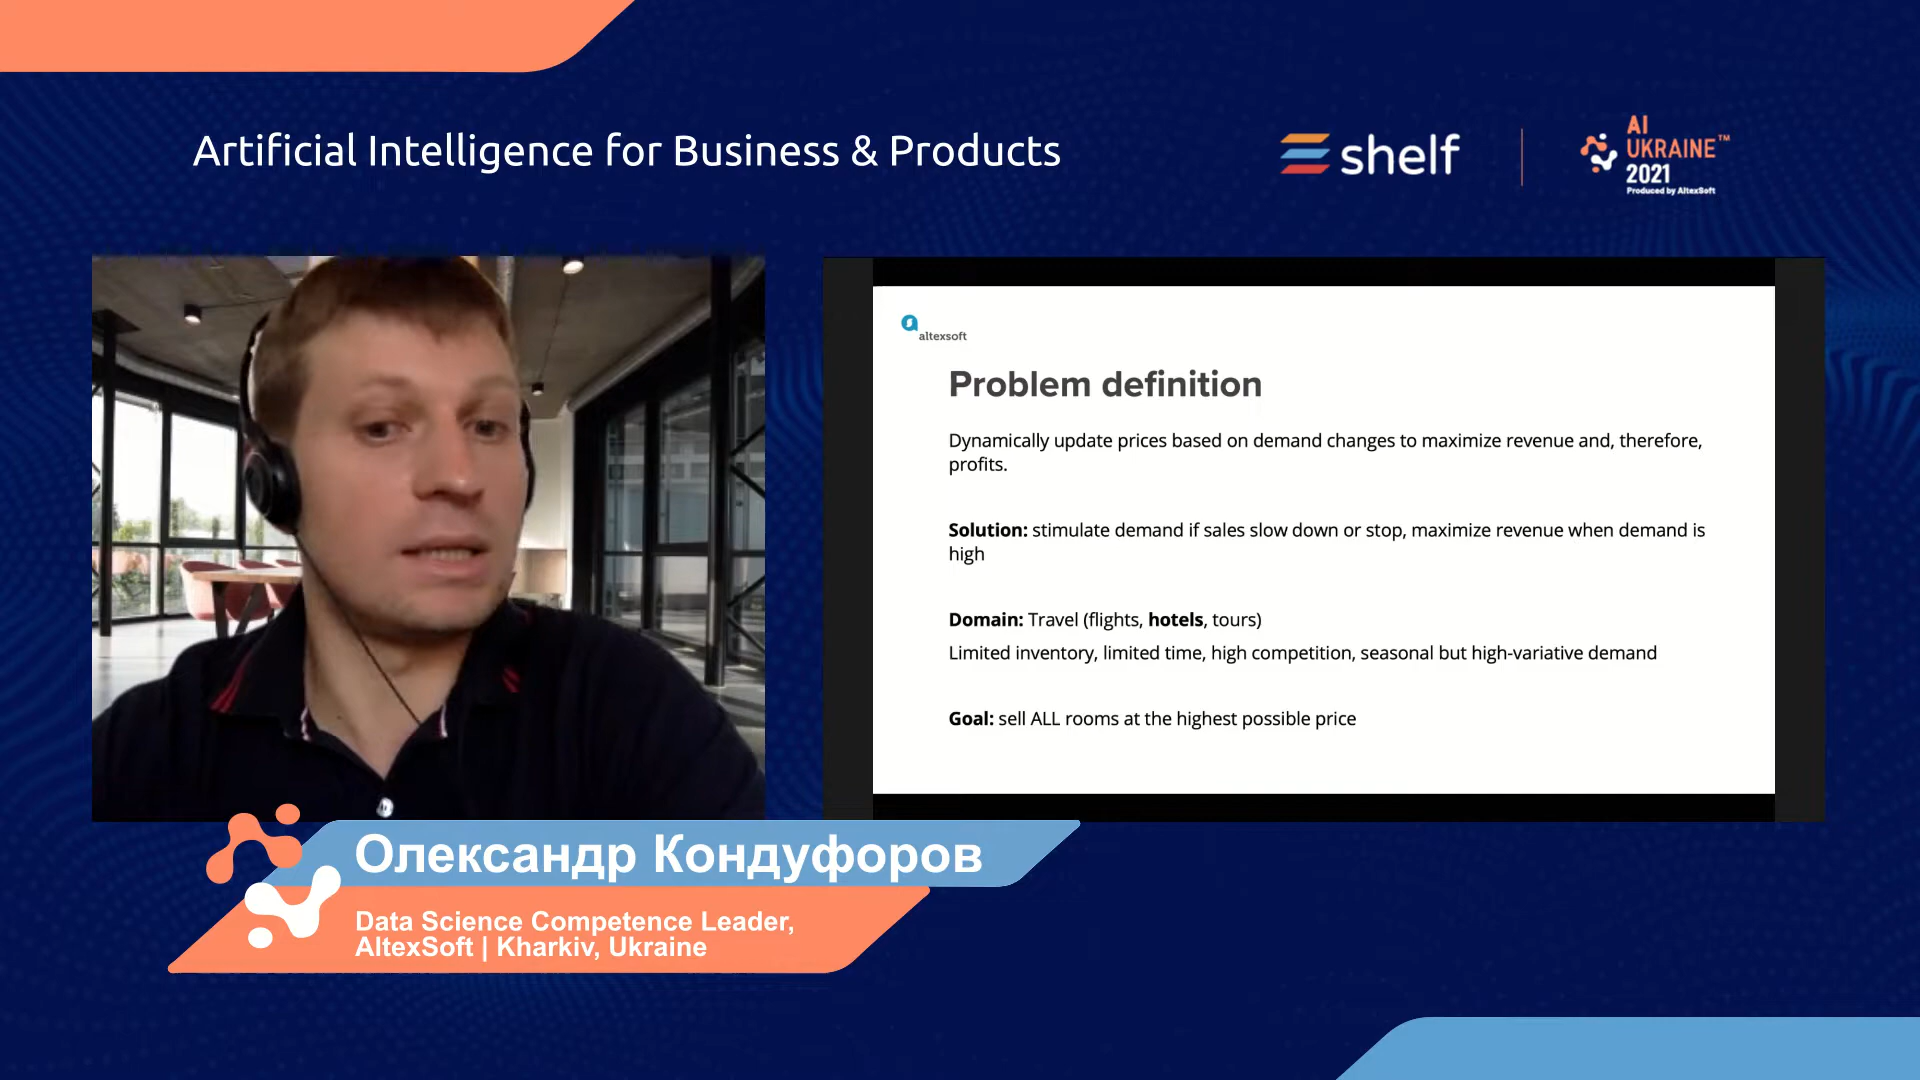 Artificial Intelligence for Business & Products
shelf
AI
UKRAINE™
2021
Produced by AltexSoft
altexsoft
Problem definition
Dynamically update prices based on demand changes to maximize revenue and, therefore,
profits.
Solution: stimulate demand if sales slow down or stop, maximize revenue when demand is
high
Domain: Travel (flights, hotels, tours)
Limited inventory, limited time, high competition, seasonal but high-variative demand
Goal: sell ALL rooms at the highest possible price
Олександр Кондуфоров
Data Science Competence Leader,
AltexSoft | Kharkiv, Ukraine